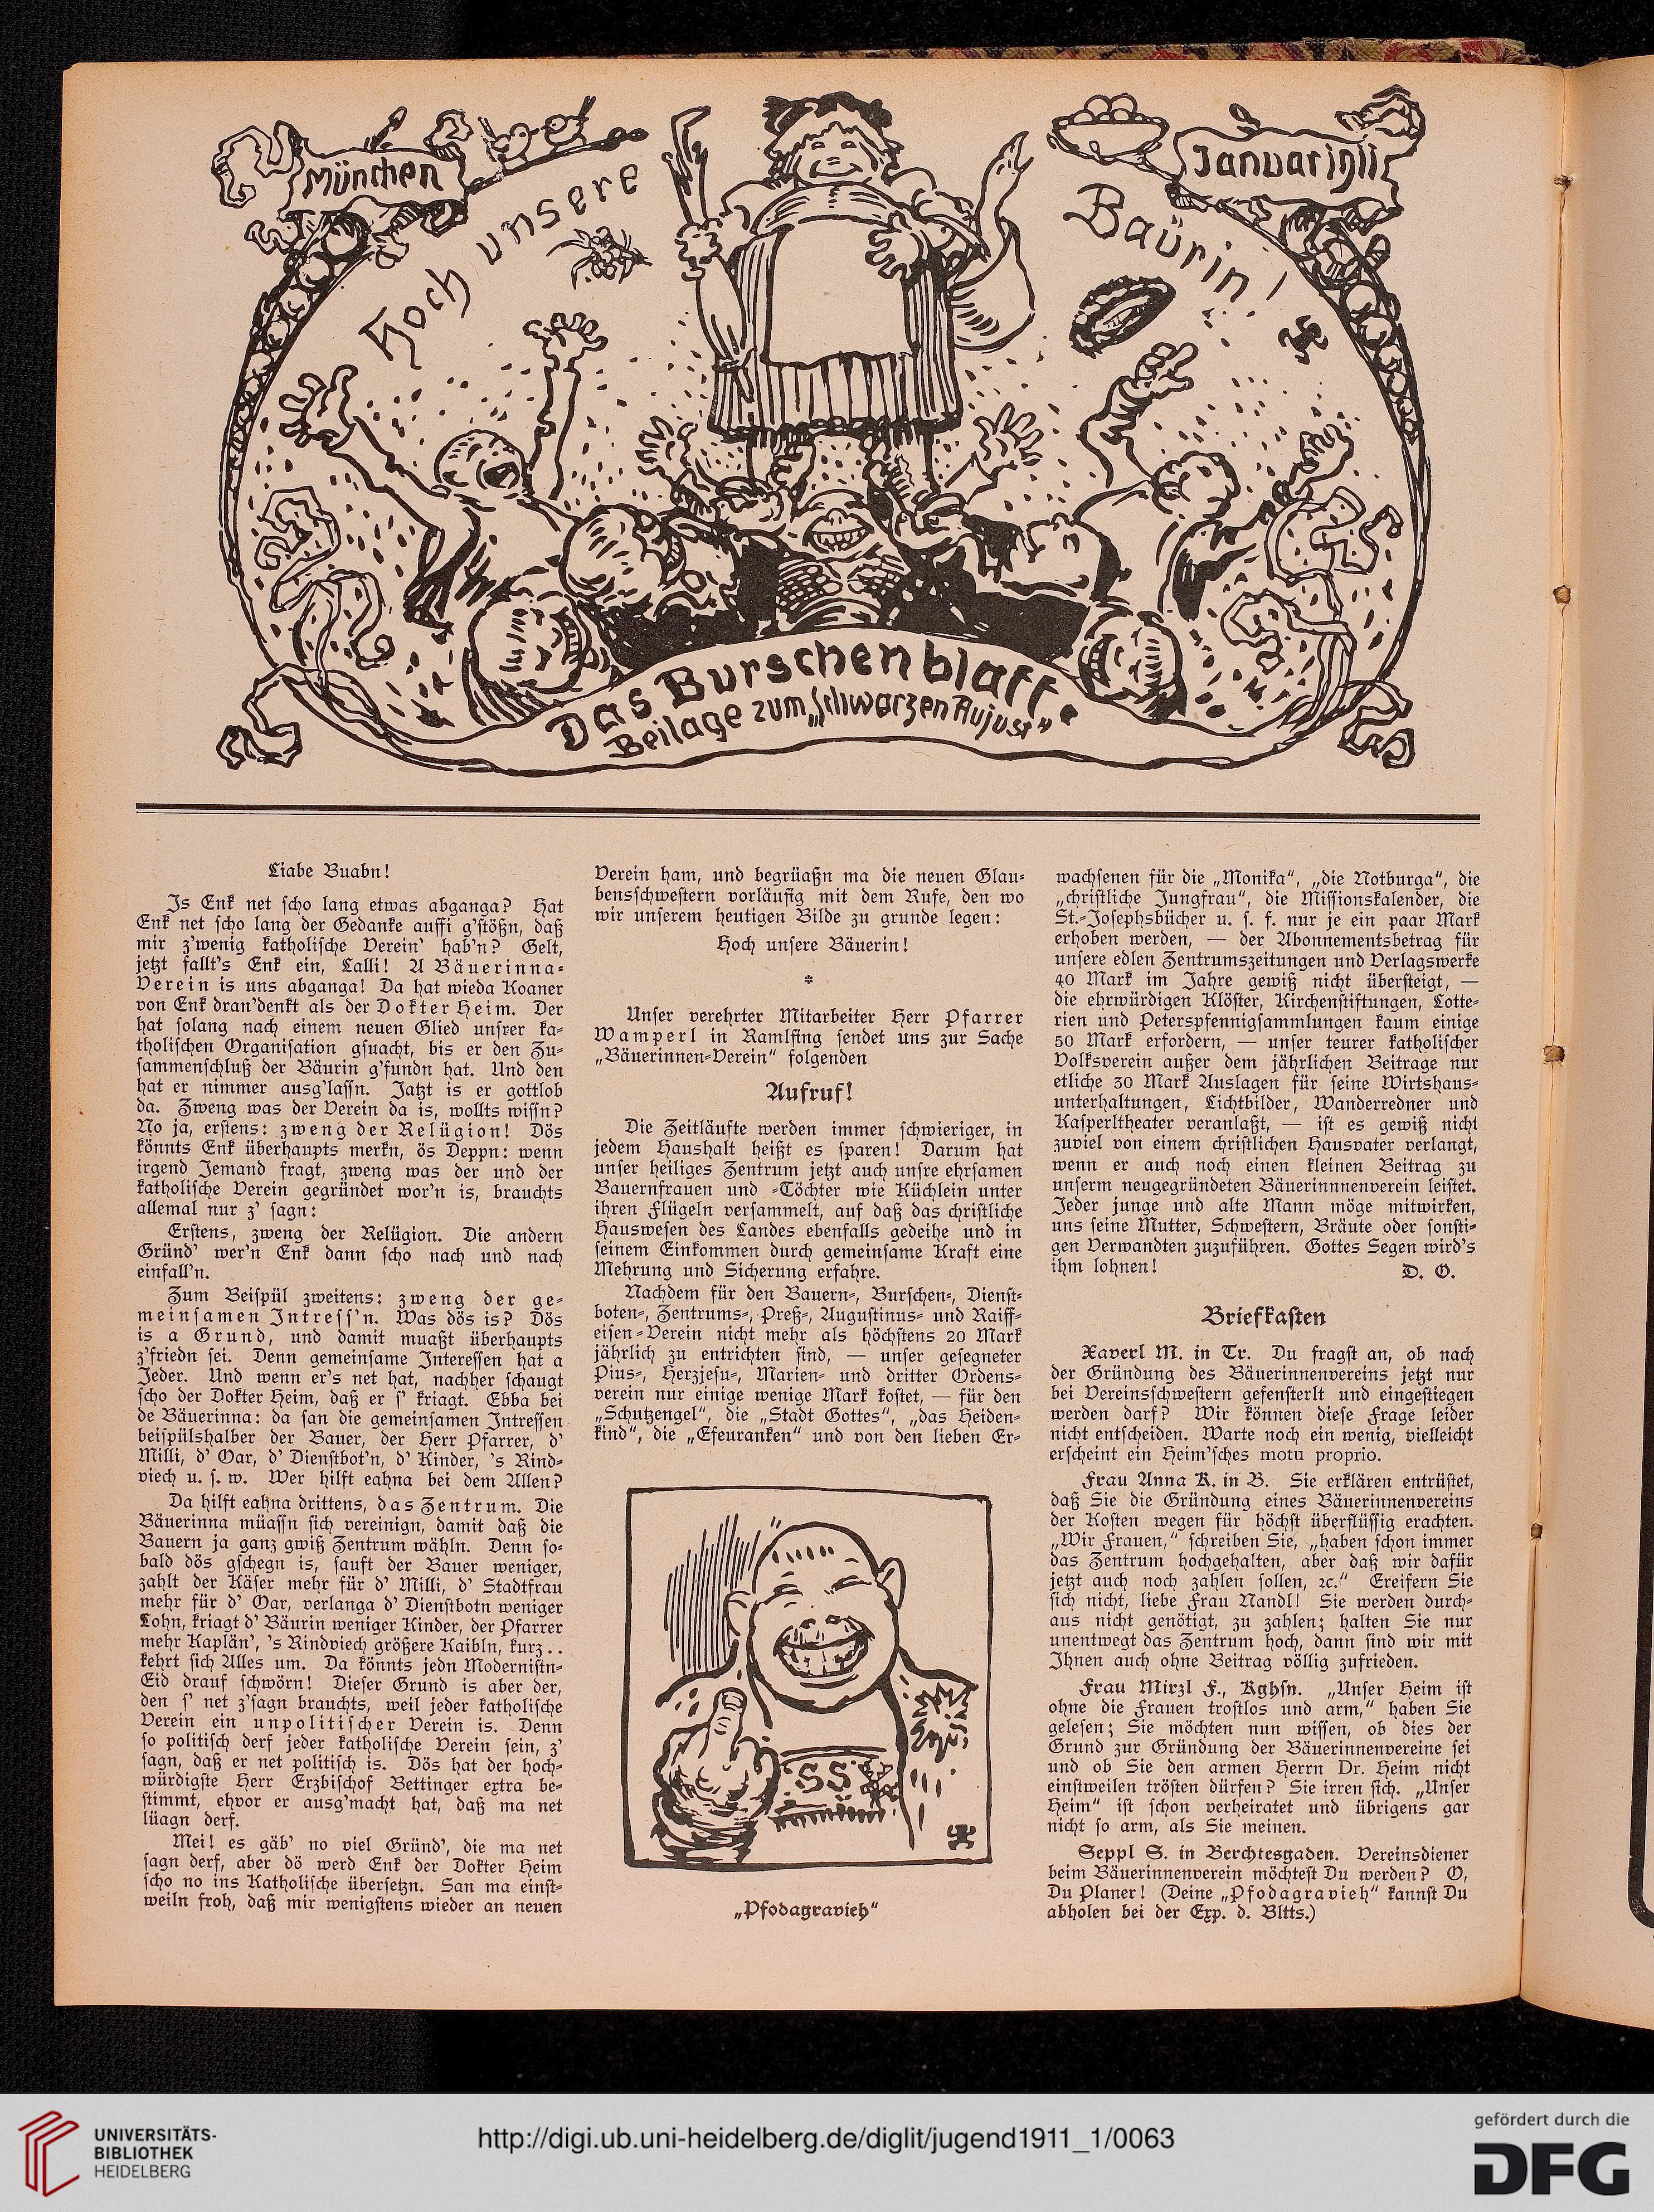 München
Januar 1911
Hoch unsere
Baürin!
Das Burschenblatt.
Beilage zum „Schwarzen Aujust"
Liabe Buabn!
Is Enk net scho lang etwas abganga? Hat
Enk net scho lang der Gedanke auffi g'stößn, daß
mir z'wenig katholische Verein' hab'n? Gelt,
jetzt fallt's Enk ein, Lalli! A Bäuerinna-
Verein is uns abganga! Da hat wieda Koaner
von Enk dran'denkt als der Dokter Heim. Der
hat solang nach einem neuen Glied unsrer ka-
tholischen Organisation gsuacht, bis er den Zu-
sammenschluß der Bäurin g'fundn hat. Und den
hat er nimmer ausg'lassn. Jatzt is er gottlob
da. Zweng was der Verein da is, wollts wissn?
No ja, erstens: zweng der Relügion! Dös
könnts Enk überhaupts merkn, ös Deppn: wenn
irgend Jemand fragt, zweng was der und der
katholische Verein gegründet wor'n is, brauchts
allemal nur z' sagn:
Erstens, zweng der Relügion. Die andern
Gründ' wer'n Enk dann scho nach und nach
einfall'n.
Zum Beispül zweitens: zweng der ge-
meinsamen Intress'n. Was dös is? Dös
is a Grund, und damit muaßt überhaupts
z'friedn sei. Denn gemeinsame Interessen hat a
Jeder. Und wenn er's net hat, nachher schaugt
scho der Dokter Heim, daß er s' kriagt. Ebba bei
de Bäuerinna: da san die gemeinsamen Intressen
beispülshalber der Bauer, der Herr Pfarrer, d'
Milli, d' Oar, d' Dienstbot'n, d' Kinder, 's Rind-
viech u. s. w. Wer hilft eahna bei dem Allen?
Da hilft eahna drittens, das Zentrum. Die
Bäuerinna müassn sich vereinign, damit daß die
Bauern ja ganz gwiß Zentrum wähln. Denn so-
bald dös gschegn is, sauft der Bauer weniger,
zahlt der Käser mehr für d' Milli, d' Stadtfrau
mehr für d' Oar, verlanga d' Dienstbotn weniger
Lohn, kriagt d' Bäurin weniger Kinder, der Pfarrer
mehr Kaplän', 's Rindviech größere Kaibln, kurz..
kehrt sich Alles um. Da könnts jedn Modernistn-
Eid drauf schwörn! Dieser Grund is aber der,
den s' net z'sagn brauchts, weil jeder katholische
Verein ein unpolitischer Verein is. Denn
so politisch derf jeder katholische Verein sein, z'
sagn, daß er net politisch is. Dös hat der hoch-
würdigste Herr Erzbischof Bettinger extra be-
stimmt, ehvor er ausg'macht hat, daß ma net
lüagn derf.
Mei! es gäb' no viel Gründ', die ma net
sagn derf, aber dö werd Enk der Dokter Heim
scho no ins Katholische übersetzn. San ma einst-
weiln froh, daß mir wenigstens wieder an neuen
Verein ham, und begrüaßn ma die neuen Glau-
bensschwestern vorläufig mit dem Rufe, den wo
wir unserem heutigen Bilde zu grunde legen:
Hoch unsere Bäuerin!
*
Unser verehrter Mitarbeiter Herr Pfarrer
Wamperl in Ramlfing sendet uns zur Sache
„Bäuerinnen-Verein" folgenden
Aufruf!
Die Zeitläufte werden immer schwieriger, in
jedem Haushalt heißt es sparen! Darum hat
unser heiliges Zentrum jetzt auch unsre ehrsamen
Bauernfrauen und -Töchter wie Küchlein unter
ihren Flügeln versammelt, auf daß das christliche
Hauswesen des Landes ebenfalls gedeihe und in
seinem Einkommen durch gemeinsame Kraft eine
Mehrung und Sicherung erfahre.
Nachdem für den Bauern-, Burschen-, Dienst-
boten-, Zentrums-, Preß-, Augustinus- und Raiff-
eisen-Verein nicht mehr als höchstens 20 Mark
jährlich zu entrichten sind, — unser gesegneter
Pius-, Herzjesu-, Marien- und dritter Ordens-
verein nur einige wenige Mark kostet, — für den
„Schutzengel", die „Stadt Gottes", „das Heiden-
kind", die „Efeuranken" und von den lieben Er-
SS
„Pfodagravieh"
wachsenen für die „Monika", „die Notburga", die
„christliche Jungfrau", die Missionskalender, die
St.-Josephsbücher u. s. f. nur je ein paar Mark
erhoben werden, — der Abonnementsbetrag für
unsere edlen Zentrumszeitungen und Verlagswerke
40 Mark im Jahre gewiß nicht übersteigt, —
die ehrwürdigen Klöster, Kirchenstiftungen, Lotte-
rien und Peterspfennigsammlungen kaum einige
50 Mark erfordern, — unser teurer katholischer
Volksverein außer dem jährlichen Beitrage nur
etliche 30 Mark Auslagen für seine Wirtshaus-
unterhaltungen, Lichtbilder, Wanderredner und
Kasperltheater veranlaßt, — ist es gewiß nicht
zuviel von einem christlichen Hausvater verlangt,
wenn er auch noch einen kleinen Beitrag zu
unserm neugegründeten Bäuerinnnenverein leistet.
Jeder junge und alte Mann möge mitwirken,
uns seine Mutter, Schwestern, Bräute oder sonsti-
gen Verwandten zuzuführen. Gottes Segen wird's
ihm lohnen! D. O.
Briefkasten
Xaverl M. in Tr. Du fragst an, ob nach
der Gründung des Bäuerinnenvereins jetzt nur
bei Vereinsschwestern gefensterlt und eingestiegen
werden darf? Wir können diese Frage leider
nicht entscheiden. Warte noch ein wenig, vielleicht
erscheint ein Heim'sches motu proprio.
Frau Anna K. in B. Sie erklären entrüstet,
daß Sie die Gründung eines Bäuerinnenvereins
der Kosten wegen für höchst überflüssig erachten.
„Wir Frauen," schreiben Sie, „haben schon immer
das Zentrum hochgehalten, aber daß wir dafür
jetzt auch noch zahlen sollen, ꝛc." Ereifern Sie
sich nicht, liebe Frau Nandl! Sie werden durch-
aus nicht genötigt, zu zahlen; halten Sie nur
unentwegt das Zentrum hoch, dann sind wir mit
Ihnen auch ohne Beitrag völlig zufrieden.
Frau Mirzl F., Kghsn. „Unser Heim ist
ohne die Frauen trostlos und arm," haben Sie
gelesen; Sie möchten nun wissen, ob dies der
Grund zur Gründung der Bäuerinnenvereine sei
und ob Sie den armen Herrn Dr. Heim nicht
einstweilen trösten dürfen? Sie irren sich. „Unser
Heim" ist schon verheiratet und übrigens gar
nicht so arm, als Sie meinen.
Seppl S. in Berchtesgaden. Vereinsdiener
beim Bäuerinnenverein möchtest Du werden? O,
Du Planer! (Deine „Pfodagravieh" kannst Du
abholen bei der Exp. d. Bltts.)
UNIVERSITÄTS-
BIBLIOTHEK
HEIDELBERG
http://digi.ub.uni-heidelberg.de/diglit/jugend1911_1/0063
gefördert durch die
DFG